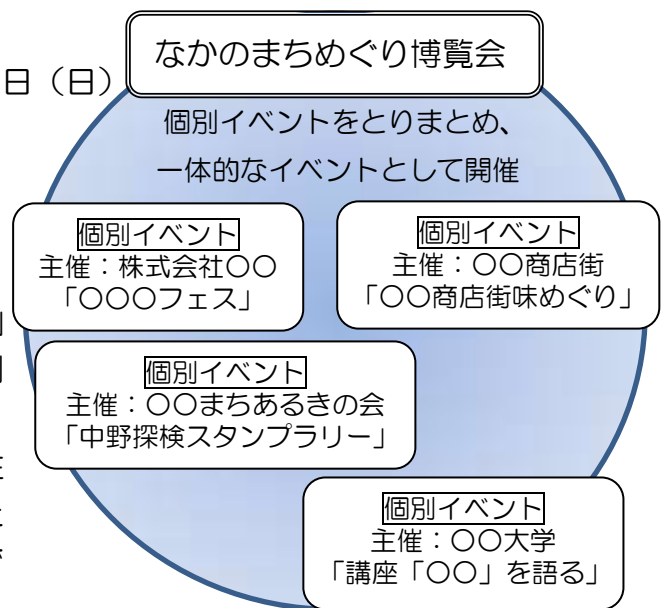 なかのまちめぐり博覧会
日（日）
個別イベントをとりまとめ、
一体的なイベントとして開催
個別イベント
主催：株式会社〇〇
「〇〇〇フェス」
個別イベント
主催：〇〇商店街
「〇〇商店街味めぐり」
個別イベント
主催：〇〇まちあるきの会
「中野探検スタンプラリー」
個別イベント
主催：〇〇大学
「講座「〇〇」を語る」